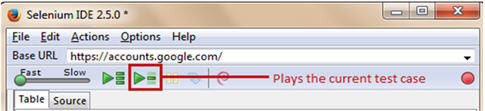 Selenium IDE 2.5.0 *
File Edit Actions Options Help
Base URL https://accounts.google.com/
Fast Slow
Plays the current test case
Table Source